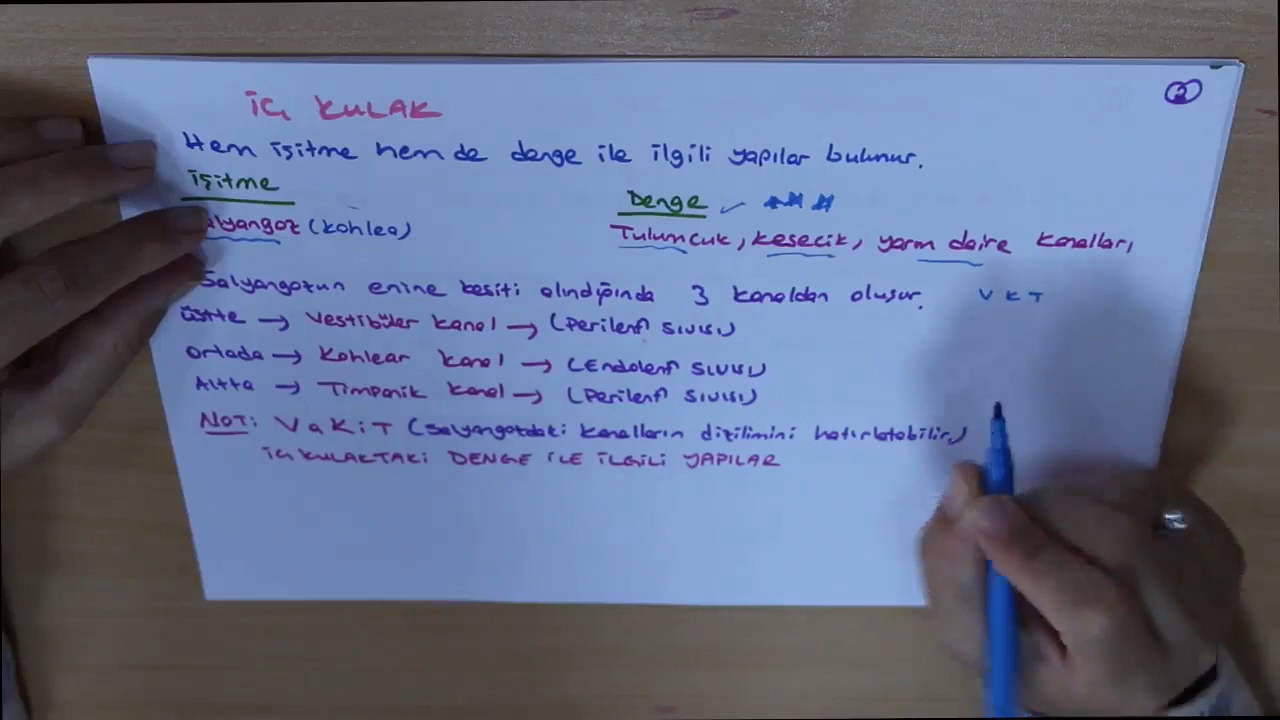 İÇ KULAK
2
Hem işitme hem de denge ile ilgili yapılar bulunur.
işitme
Denge
Salyangoz (kohlea)
Tulumcuk, kesecik, yarım daire kanalları
Salyangozun enine kesiti alındığında 3 kanaldan oluşur. V K T
Üstte → Vestibüler kanal → (Perilenf sıvısı)
Ortada → Kohlear kanal → (Endolenf sıvısı)
Altta → Timpanik kanal → (Perilenf sıvısı)
NOT: VaKiT (Salyangozdaki kanalların dizilimini hatırlatabilir)
İÇ KULAKTAKİ DENGE İLE İLGİLİ YAPILAR